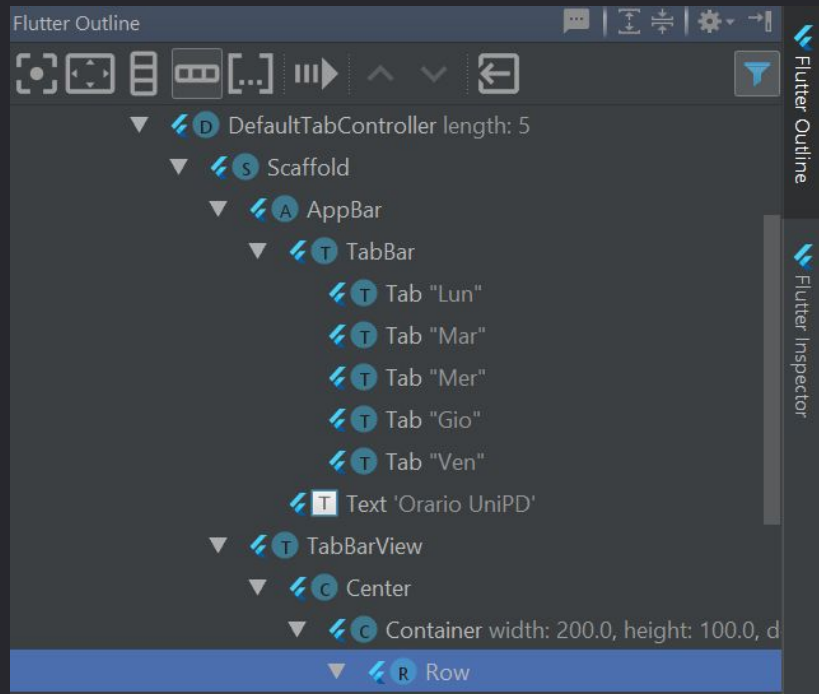 Flutter Outline
DefaultTabController length: 5
D
Scaffold
S
AppBar
A
TabBar
T
Tab "Lun"
T
Tab "Mar"
T
Tab "Mer"
T
Tab "Gio"
T
Tab "Ven"
T
Text 'Orario UniPD'
T
TabBarView
T
Center
C
Container width: 200.0, height: 100.0, d
C
Row
R
Flutter Outline
Flutter Inspector